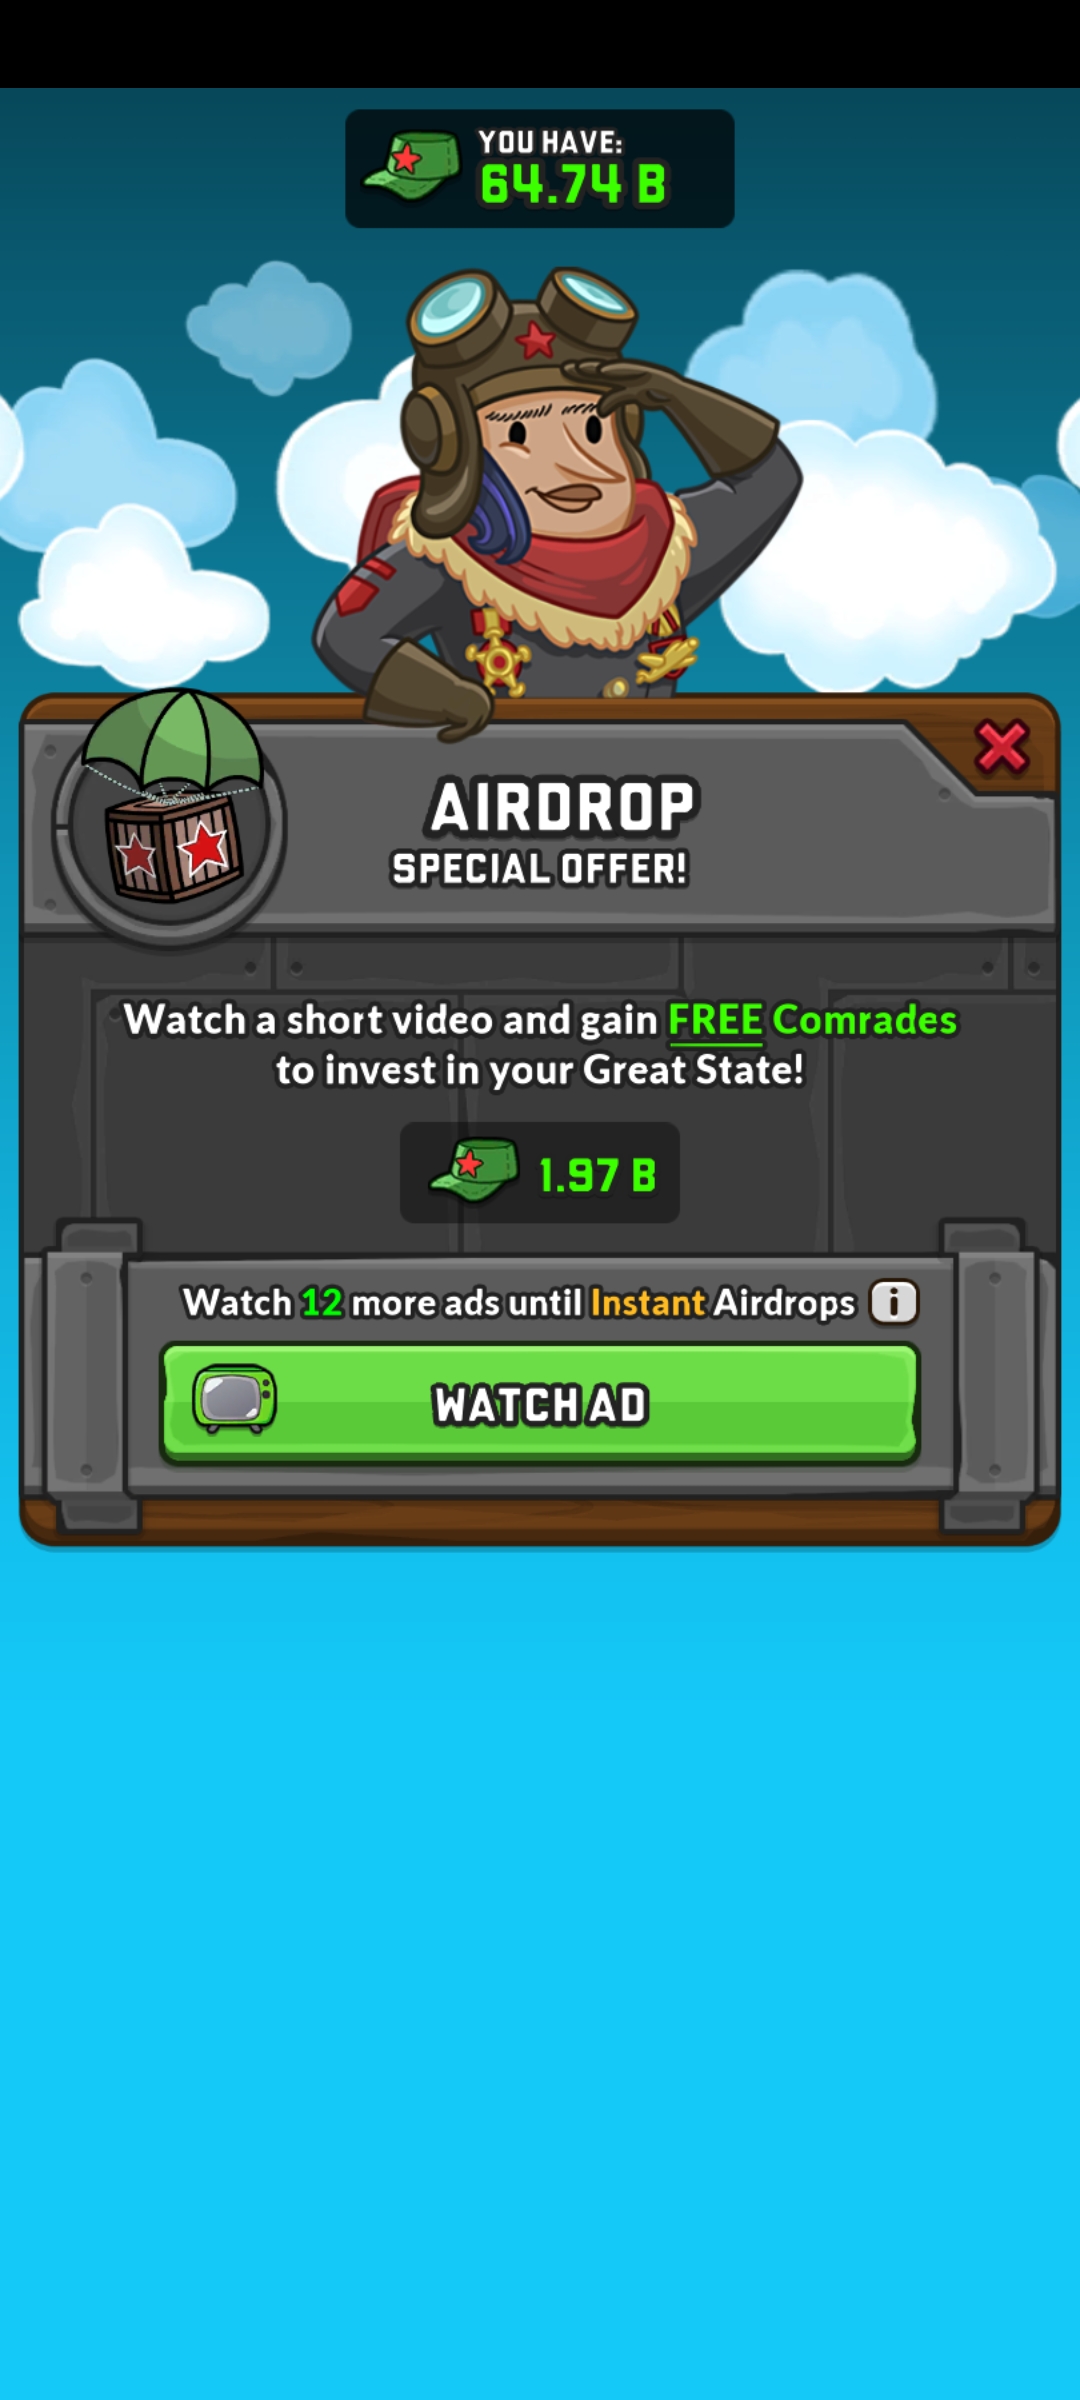 YOU HAVE:
64.74 B
AIRDROP
SPECIAL OFFER!
Watch a short video and gain FREE Comrades
to invest in your Great State!
1.97 B
Watch 12 more ads until Instant Airdrops i
WATCH AD